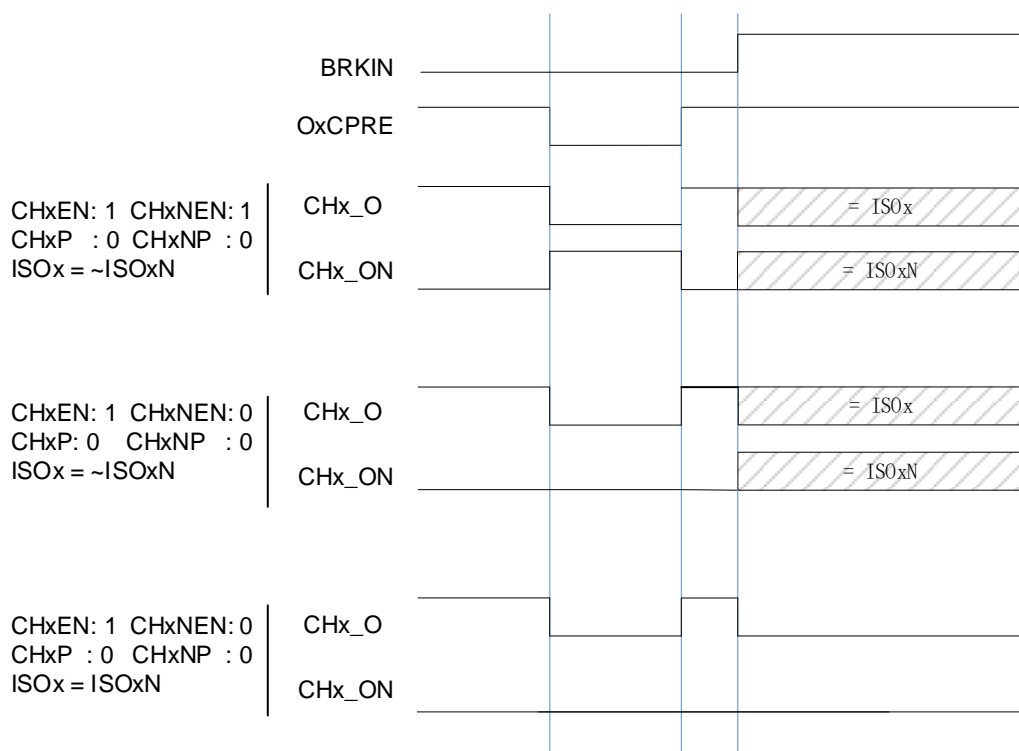 BRKIN
OxCPRE
CHxEN: 1 CHxNEN: 1
CHxP : 0 CHxNP : 0
ISOx = ~ISOxN
CHx_O
= ISOx
CHx_ON
= ISOxN
CHxEN: 1 CHxNEN: 0
CHxP: 0 CHxNP : 0
ISOx = ~ISOxN
CHx_O
= ISOx
CHx_ON
= ISOxN
CHxEN: 1 CHxNEN: 0
CHxP : 0 CHxNP : 0
ISOx = ISOxN
CHx_O
CHx_ON